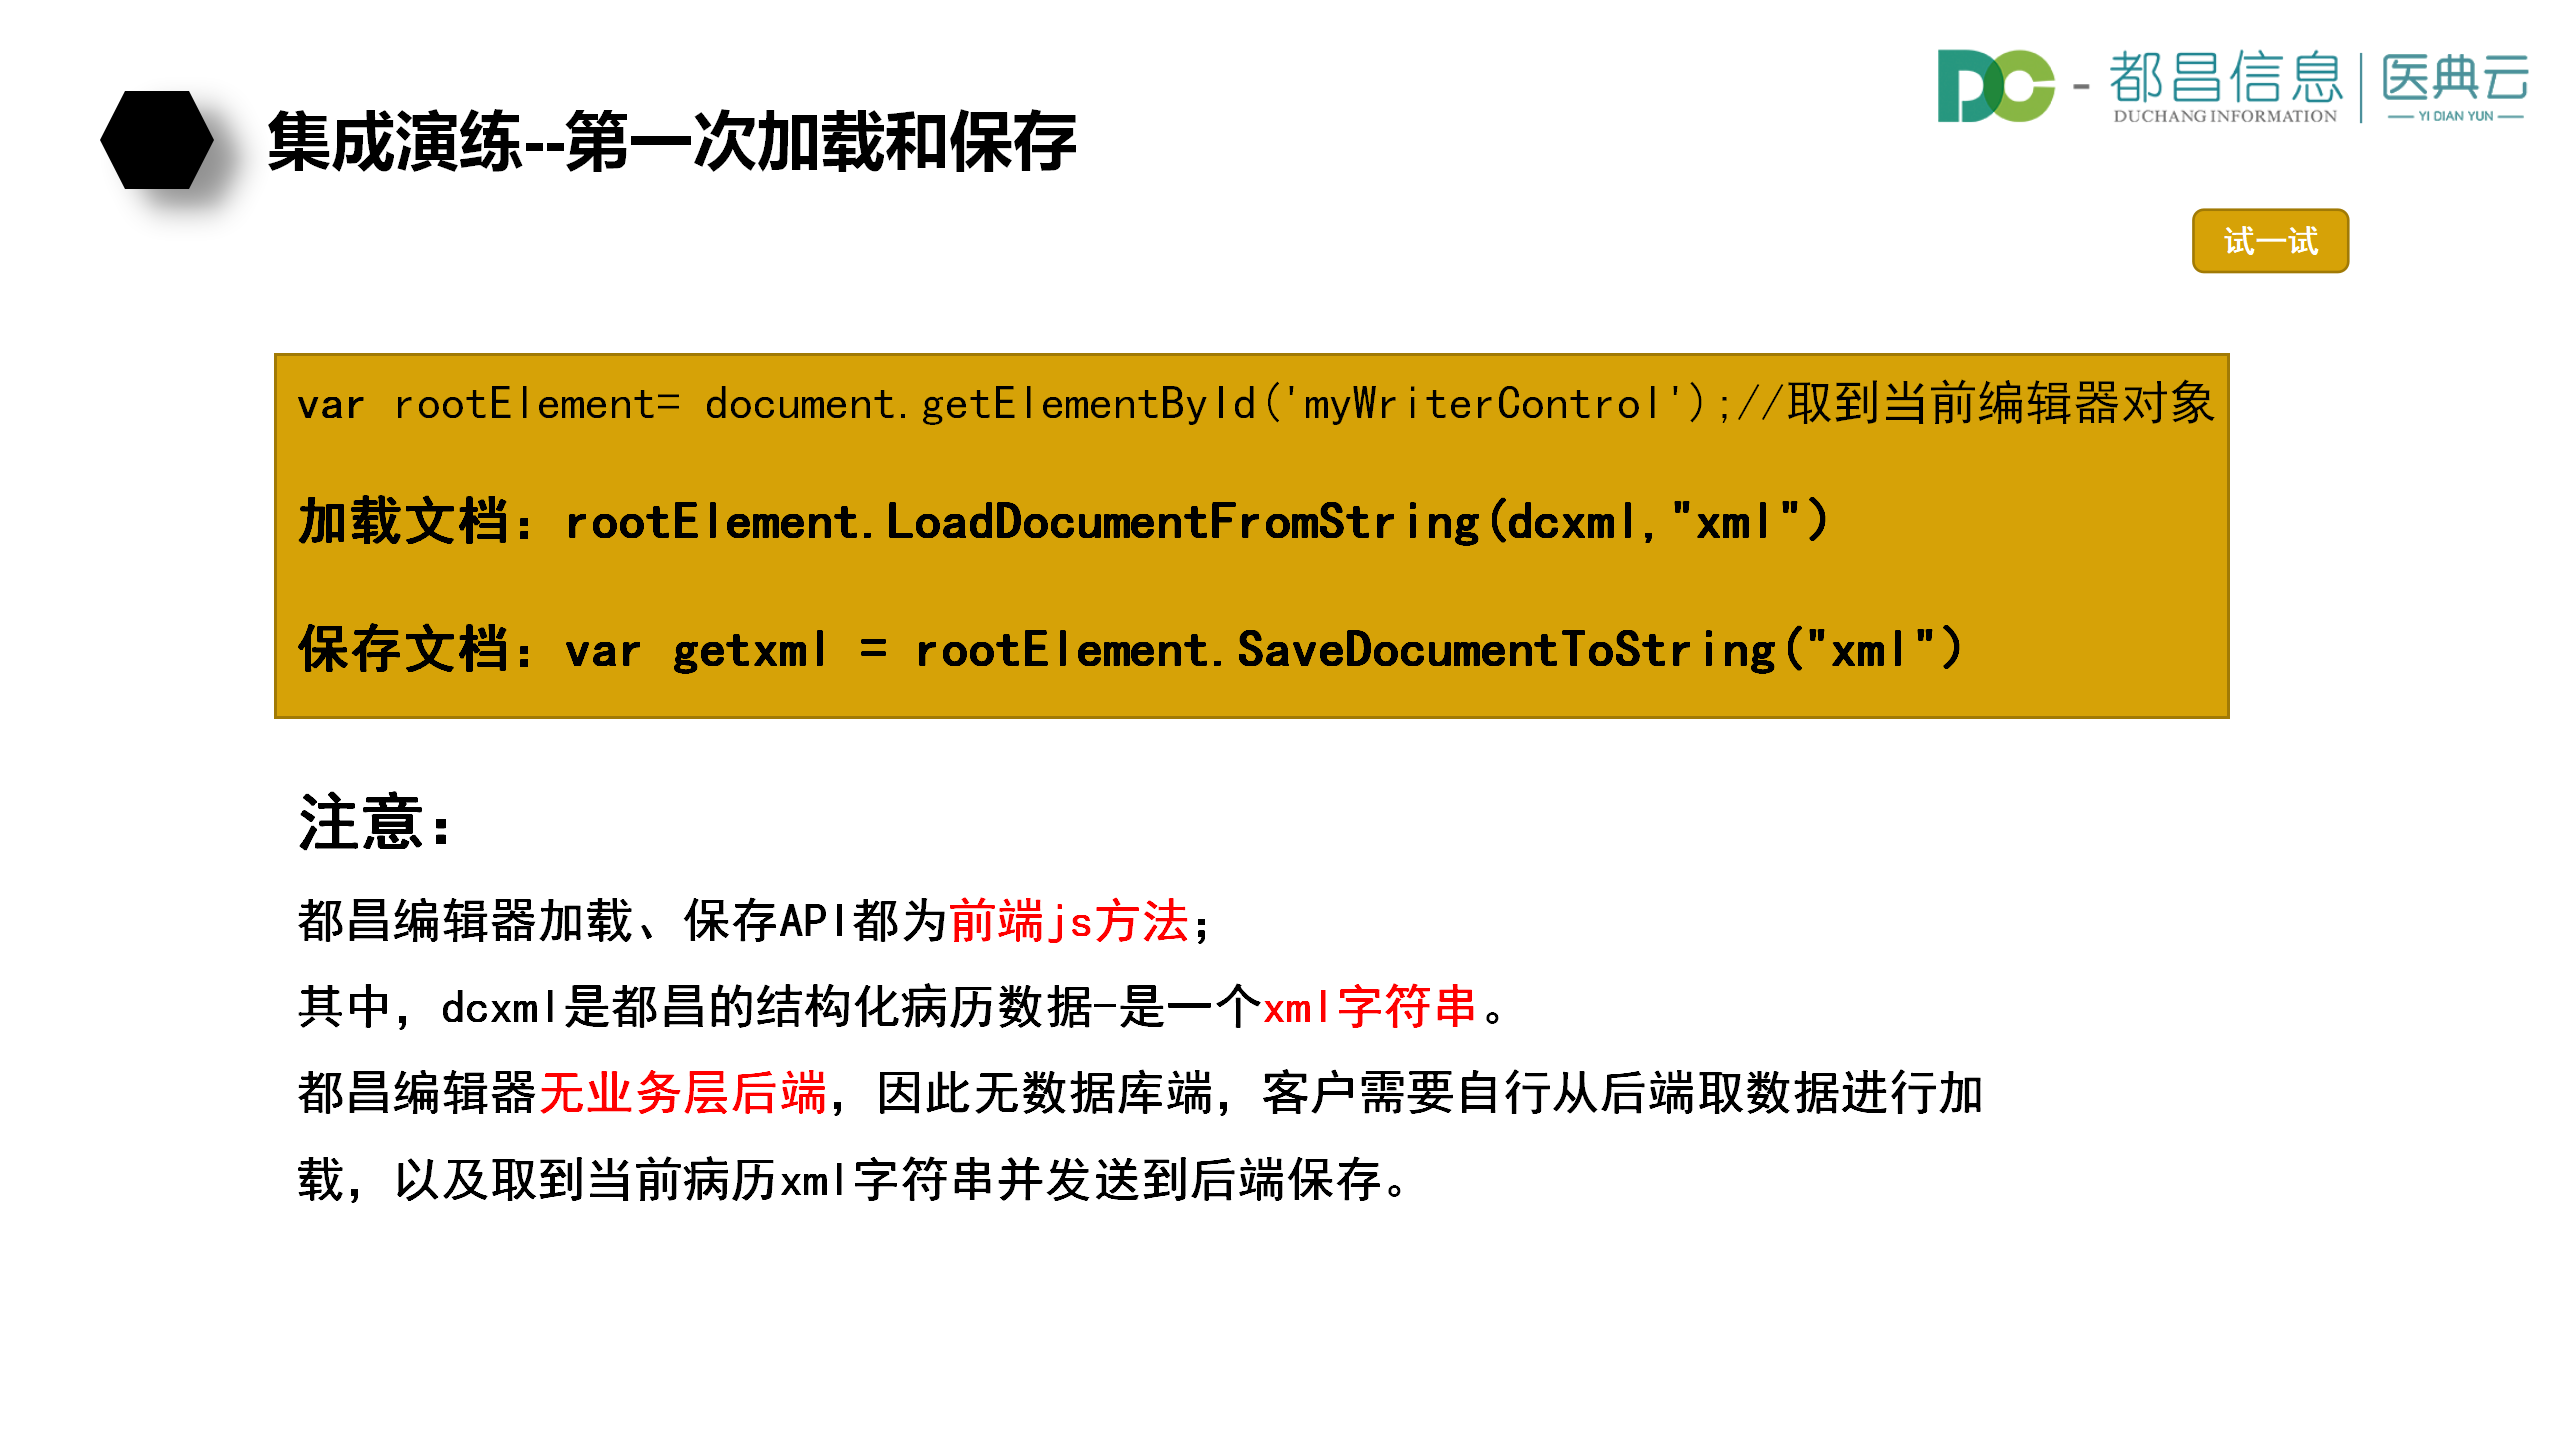 集成演练--第一次加载和保存
DC - 都昌信息 | 医典云
DUCHANG INFORMATION — YI DIAN YUN —
试一试
var rootElement= document.getElementById('myWriterControl');//取到当前编辑器对象
加载文档：rootElement.LoadDocumentFromString(dcxml,"xml")
保存文档：var getxml = rootElement.SaveDocumentToString("xml")
注意：
都昌编辑器加载、保存API都为前端js方法；
其中，dcxml是都昌的结构化病历数据-是一个xml字符串。
都昌编辑器无业务层后端，因此无数据库端，客户需要自行从后端取数据进行加
载，以及取到当前病历xml字符串并发送到后端保存。